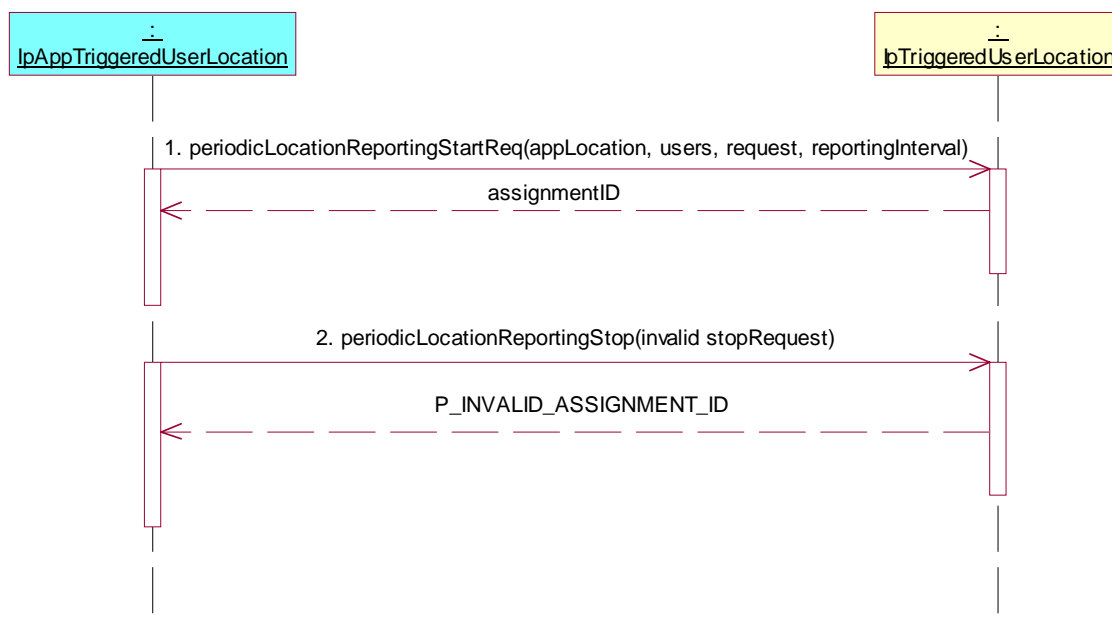 :
IpAppTriggeredUserLocation
:
IpTriggeredUserLocation
1. periodicLocationReportingStartReq(appLocation, users, request, reportingInterval)
assignmentID
2. periodicLocationReportingStop(invalid stopRequest)
P_INVALID_ASSIGNMENT_ID